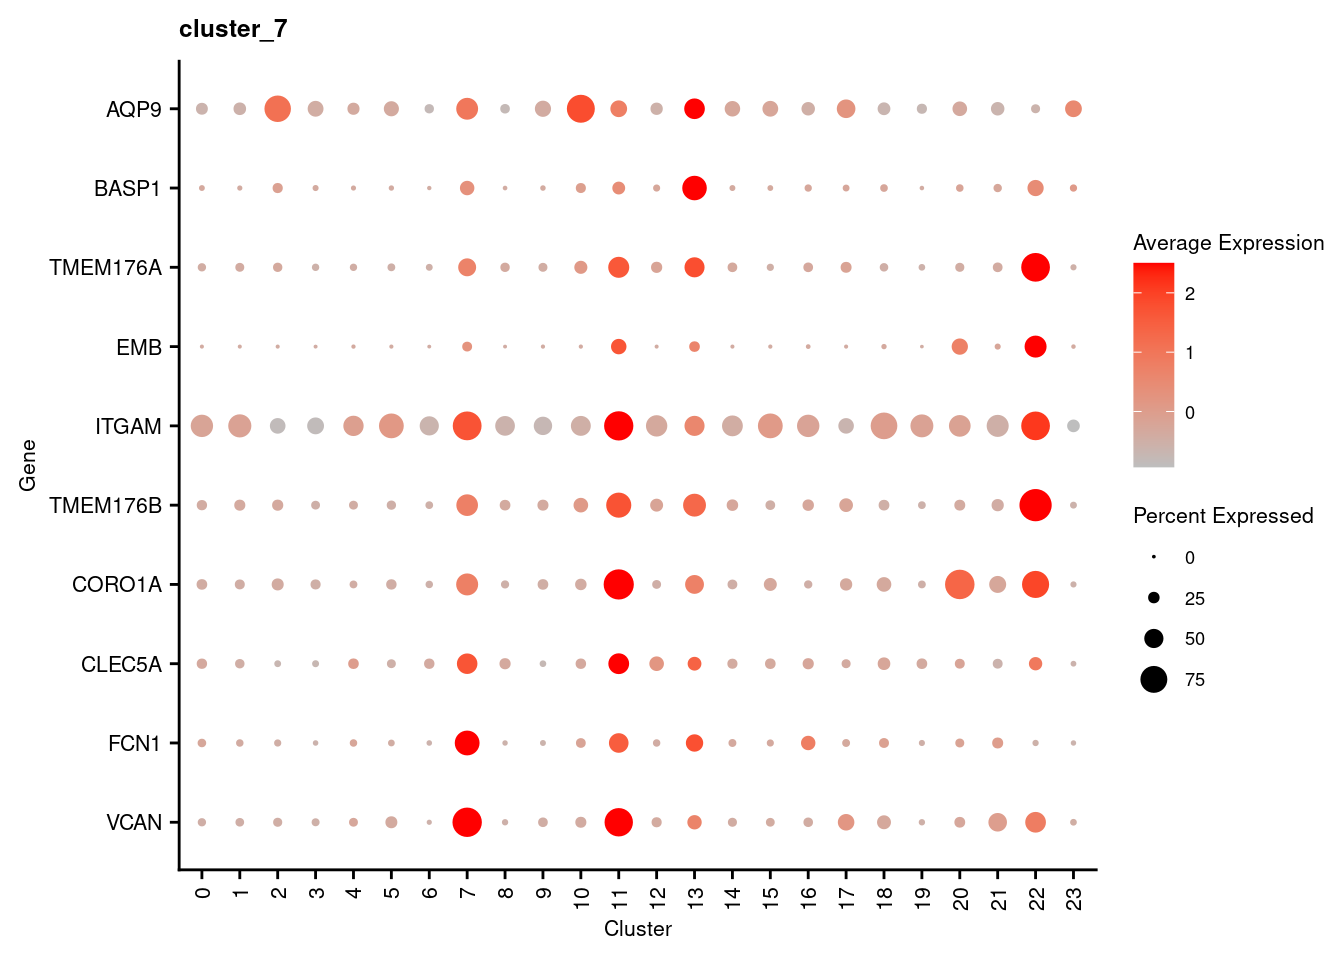 cluster_7
AQP9
BASP1
TMEM176A
EMB
ITGAM
TMEM176B
CORO1A
CLEC5A
FCN1
VCAN
Gene
0 1 2 3 4 5 6 7 8 9 10 11 12 13 14 15 16 17 18 19 20 21 22 23
Cluster
Average Expression
2
1
0
Percent Expressed
0
25
50
75